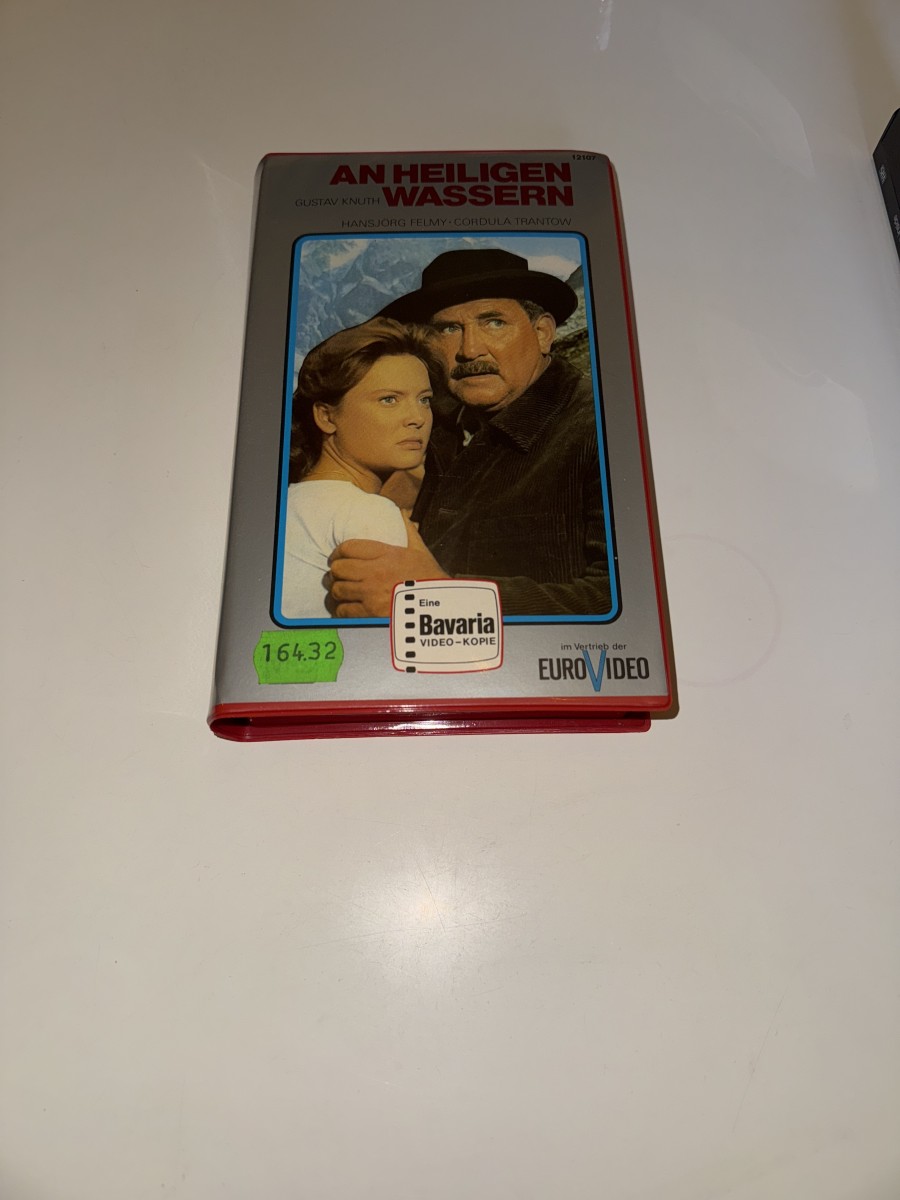 12107
AN HEILIGEN
GUSTAV KNUTH WASSERN
HANSJÖRG FELMY · CORDULA TRANTOW
Eine
Bavaria
VIDEO-KOPIE
164.32
im Vertrieb der
EUROVIDEO